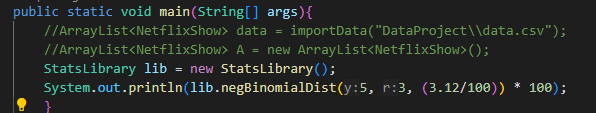 public static void main(String[] args){
//ArrayList<NetflixShow> data = importData("DataProject\\data.csv");
//ArrayList<NetflixShow> A = new ArrayList<NetflixShow>();
StatsLibrary lib = new StatsLibrary();
System.out.println(lib.negBinomialDist(y:5, r:3, (3.12/100)) * 100);
}